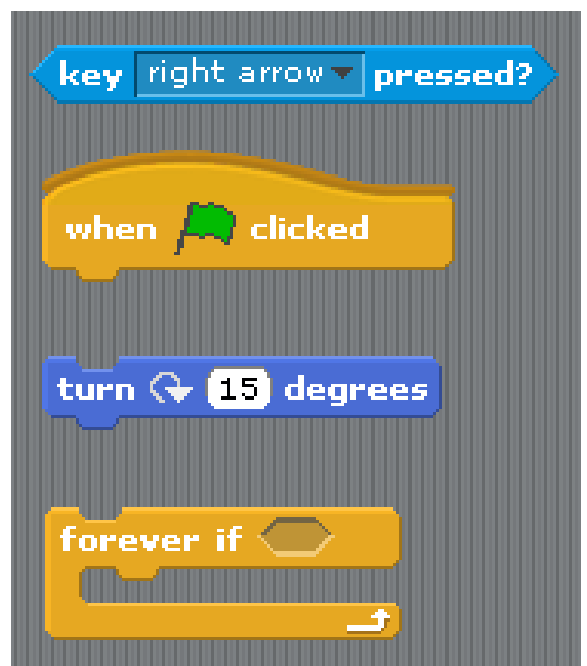 key right arrow pressed?
when clicked
turn 15 degrees
forever if